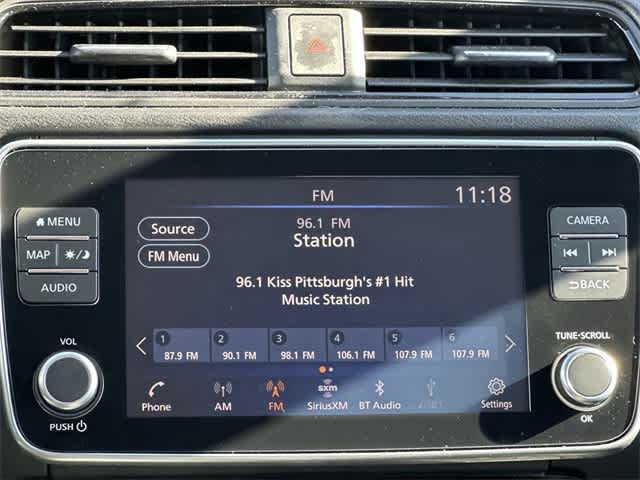 FM
11:18
MENU
MAP
AUDIO
Source
FM Menu
96.1 FM
Station
96.1 Kiss Pittsburgh's #1 Hit
Music Station
CAMERA
BACK
1 2 3 4 5 6
87.9 FM 90.1 FM 98.1 FM 106.1 FM 107.9 FM 107.9 FM
VOL
PUSH
TUNE·SCROLL
OK
Phone AM FM SiriusXM BT Audio Settings
sxm